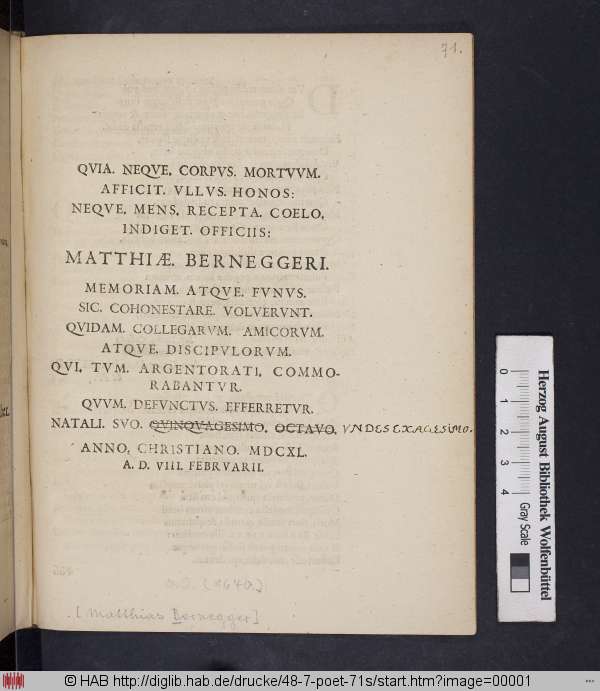 71.
QVIA. NEQVE. CORPVS. MORTVVM.
AFFICIT. VLLVS. HONOS:
NEQVE. MENS. RECEPTA. COELO.
INDIGET. OFFICIIS:
MATTHIÆ. BERNEGGERI.
MEMORIAM. ATQVE. FVNVS.
SIC. COHONESTARE. VOLVERVNT.
QVIDAM. COLLEGARVM. AMICORVM.
ATQVE. DISCIPVLORVM.
QVI. TVM. ARGENTORATI. COMMO-
RABANTVR.
QVVM. DEFVNCTVS. EFFERRETVR.
NATALI. SVO. QVINQVAGESIMO. OCTAVO. VNDESEXAGESIMO.
ANNO. CHRISTIANO. MDCXL.
A. D. VIII. FEBRVARII.
(1640)
[Matthias Bernegger]
0
1
2
3
4
Herzog August Bibliothek Wolfenbüttel
Gray Scale
© HAB http://diglib.hab.de/drucke/48-7-poet-71s/start.htm?image=00001